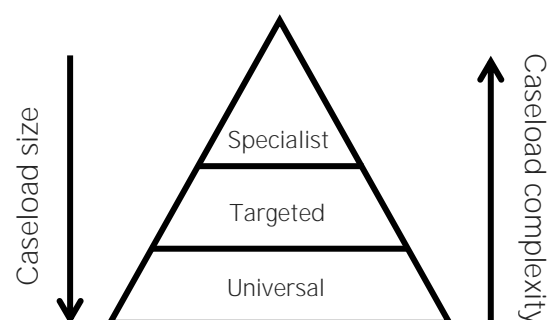 Caseload size
Specialist
Targeted
Universal
Caseload complexity